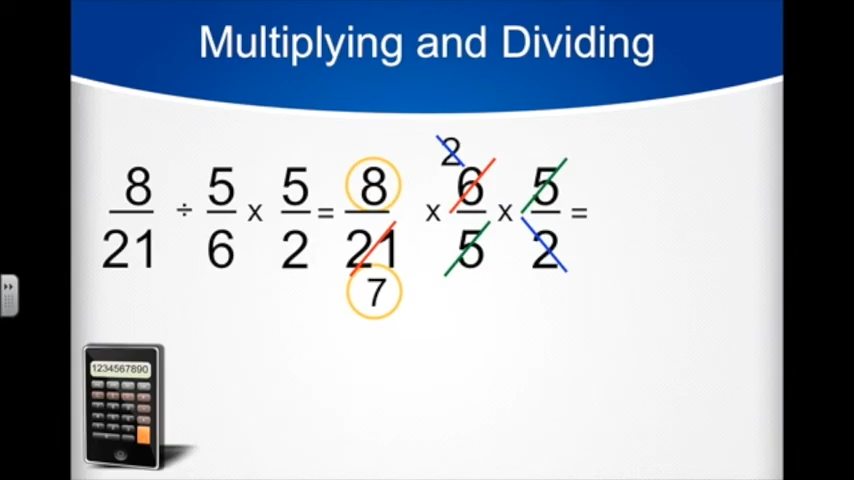 Multiplying and Dividing
2
8/21 ÷ 5/6 x 5/2 = 8/21 x 6/5 x 5/2 =
7
1234567890